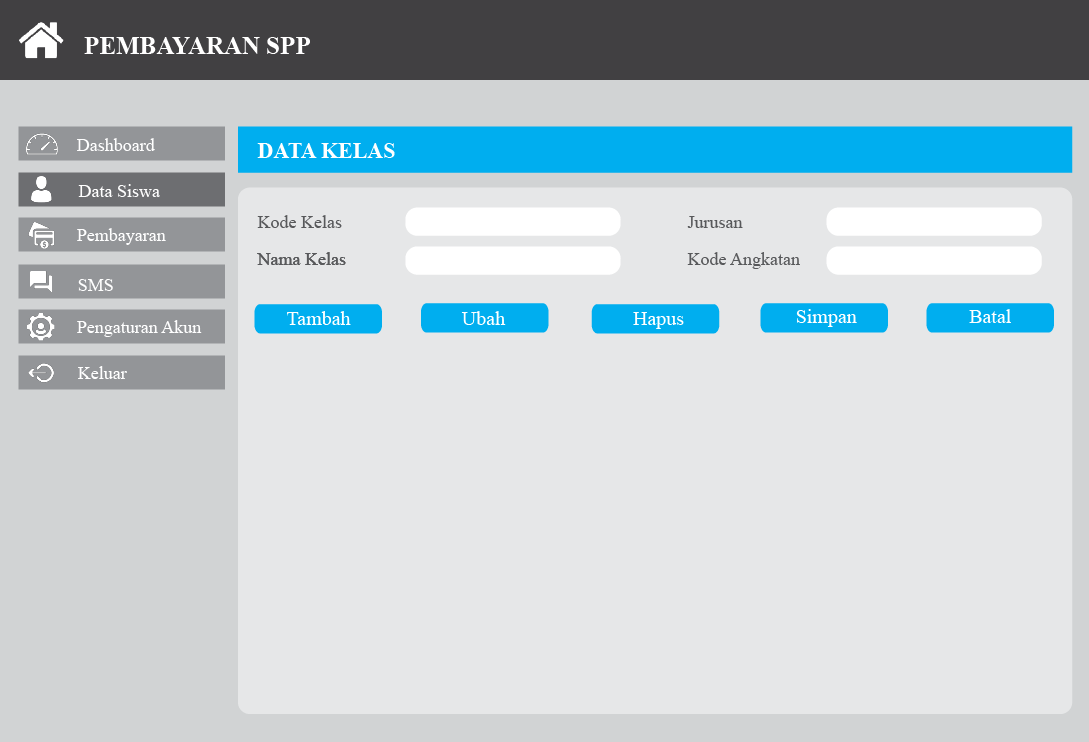 PEMBAYARAN SPP
Dashboard
Data Siswa
Pembayaran
SMS
Pengaturan Akun
Keluar
DATA KELAS
Kode Kelas
Jurusan
Nama Kelas
Kode Angkatan
Tambah
Ubah
Hapus
Simpan
Batal